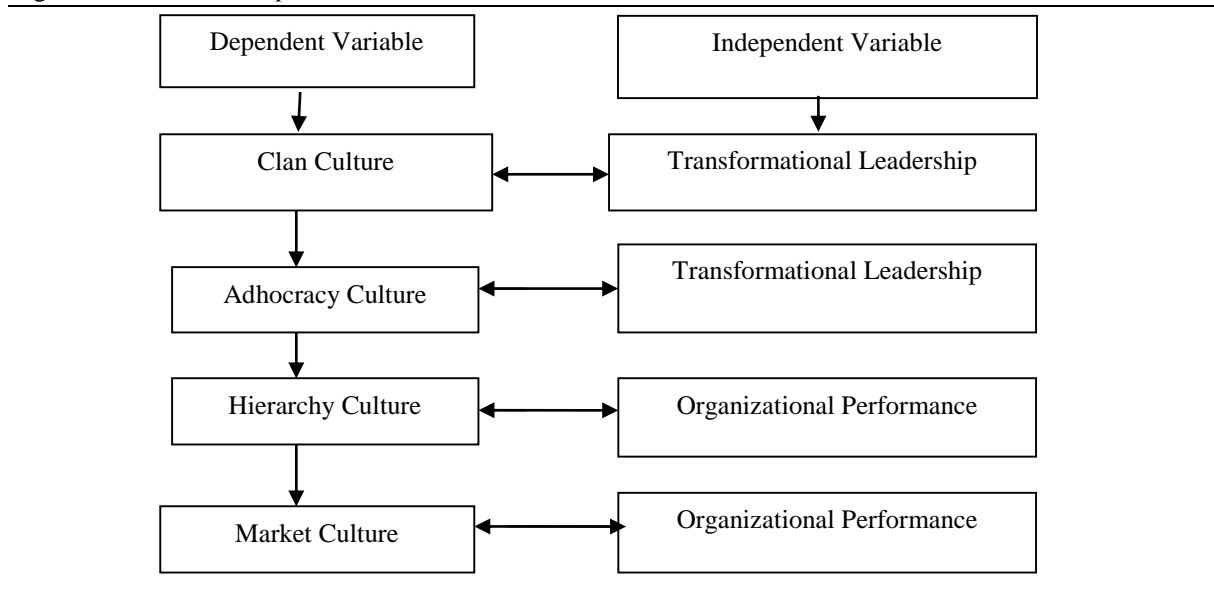 Dependent Variable
Independent Variable
Clan Culture
Transformational Leadership
Adhocracy Culture
Transformational Leadership
Hierarchy Culture
Organizational Performance
Market Culture
Organizational Performance